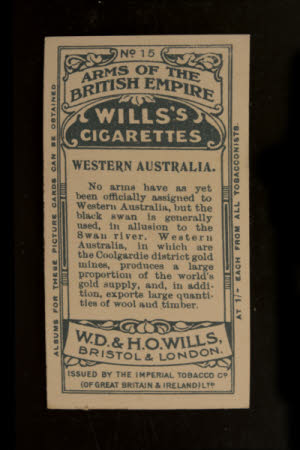 No 15
ARMS OF THE
BRITISH EMPIRE
WILLS's
CIGARETTES
WESTERN AUSTRALIA.
No arms have as yet
been officially assigned to
Western Australia, but the
black swan is generally
used, in allusion to the
Swan river. Western
Australia, in which are
the Coolgardie district gold
mines, produces a large
proportion of the world's
gold supply, and, in addi-
tion, exports large quanti-
ties of wool and timber.
W.D. & H.O. WILLS,
BRISTOL & LONDON.
ISSUED BY THE IMPERIAL TOBACCO Co
(OF GREAT BRITAIN & IRELAND) LTD
ALBUMS FOR THESE PICTURE CARDS CAN BE OBTAINED
AT 1/- EACH FROM ALL TOBACCONISTS.